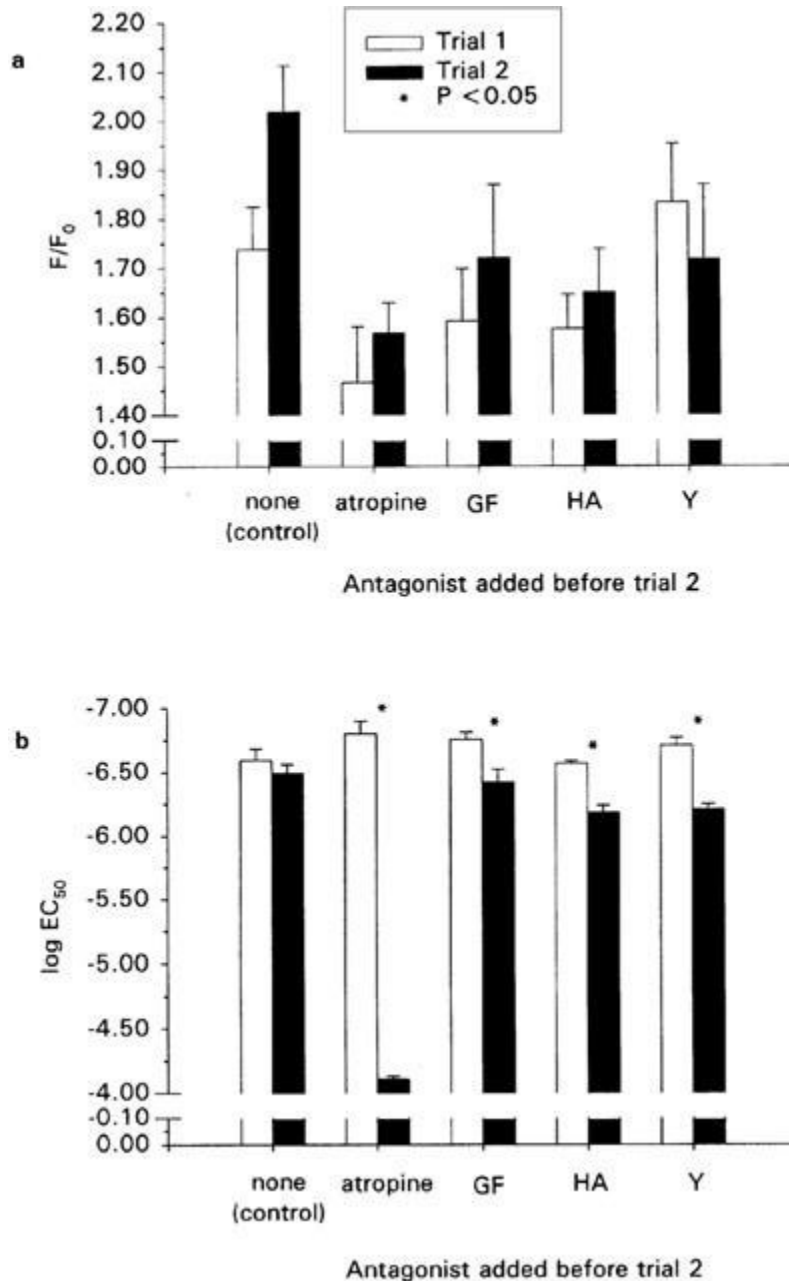 a
2.20
2.10
2.00
1.90
1.80
1.70
1.60
1.50
1.40
0.10
0.00
F/F₀
Trial 1
Trial 2
* P <0.05
none atropine GF HA Y
(control)
Antagonist added before trial 2
b
-7.00
-6.50
-6.00
-5.50
-5.00
-4.50
-4.00
-0.10
0.00
log EC₅₀
* * * *
none atropine GF HA Y
(control)
Antagonist added before trial 2